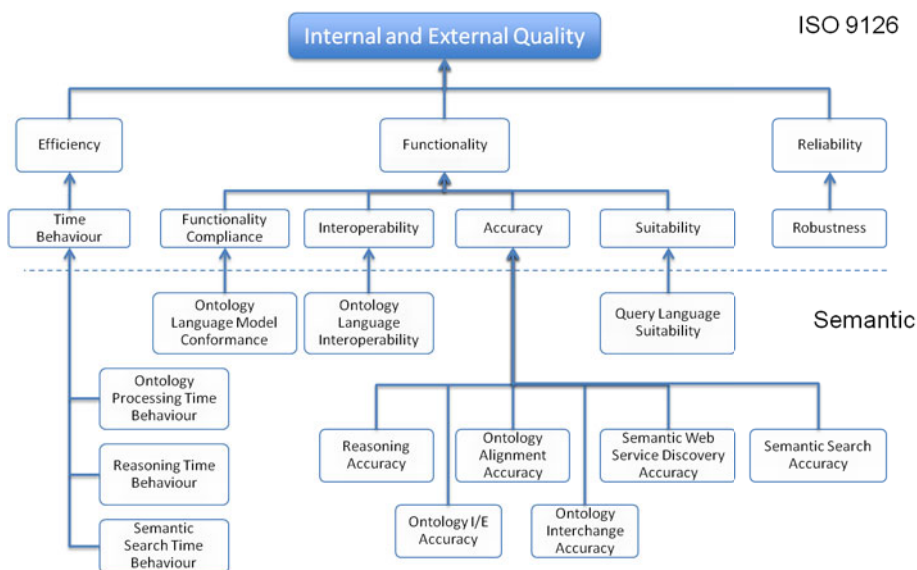 Internal and External Quality
ISO 9126
Efficiency
Functionality
Reliability
Time
Behaviour
Functionality
Compliance
Interoperability
Accuracy
Suitability
Robustness
Ontology
Language Model
Conformance
Ontology
Language
Interoperability
Query Language
Suitability
Semantic
Ontology
Processing Time
Behaviour
Reasoning
Accuracy
Ontology
Alignment
Accuracy
Semantic Web
Service Discovery
Accuracy
Semantic Search
Accuracy
Reasoning Time
Behaviour
Ontology I/E
Accuracy
Ontology
Interchange
Accuracy
Semantic
Search Time
Behaviour